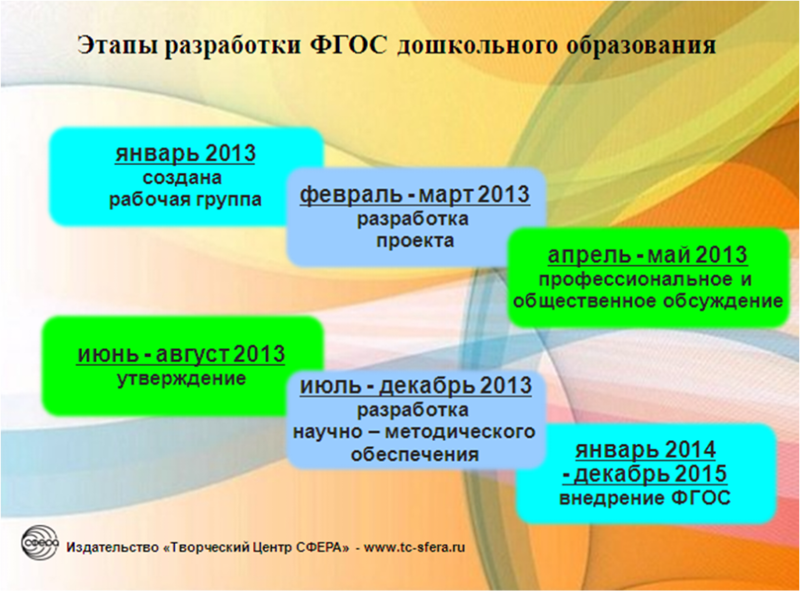 Этапы разработки ФГОС дошкольного образования
январь 2013
создана
рабочая группа
февраль - март 2013
разработка
проекта
апрель - май 2013
профессиональное и
общественное обсуждение
июнь - август 2013
утверждение
июль - декабрь 2013
разработка
научно – методического
обеспечения
январь 2014
- декабрь 2015
внедрение ФГОС
СФЕРА
Издательство «Творческий Центр СФЕРА» - www.tc-sfera.ru